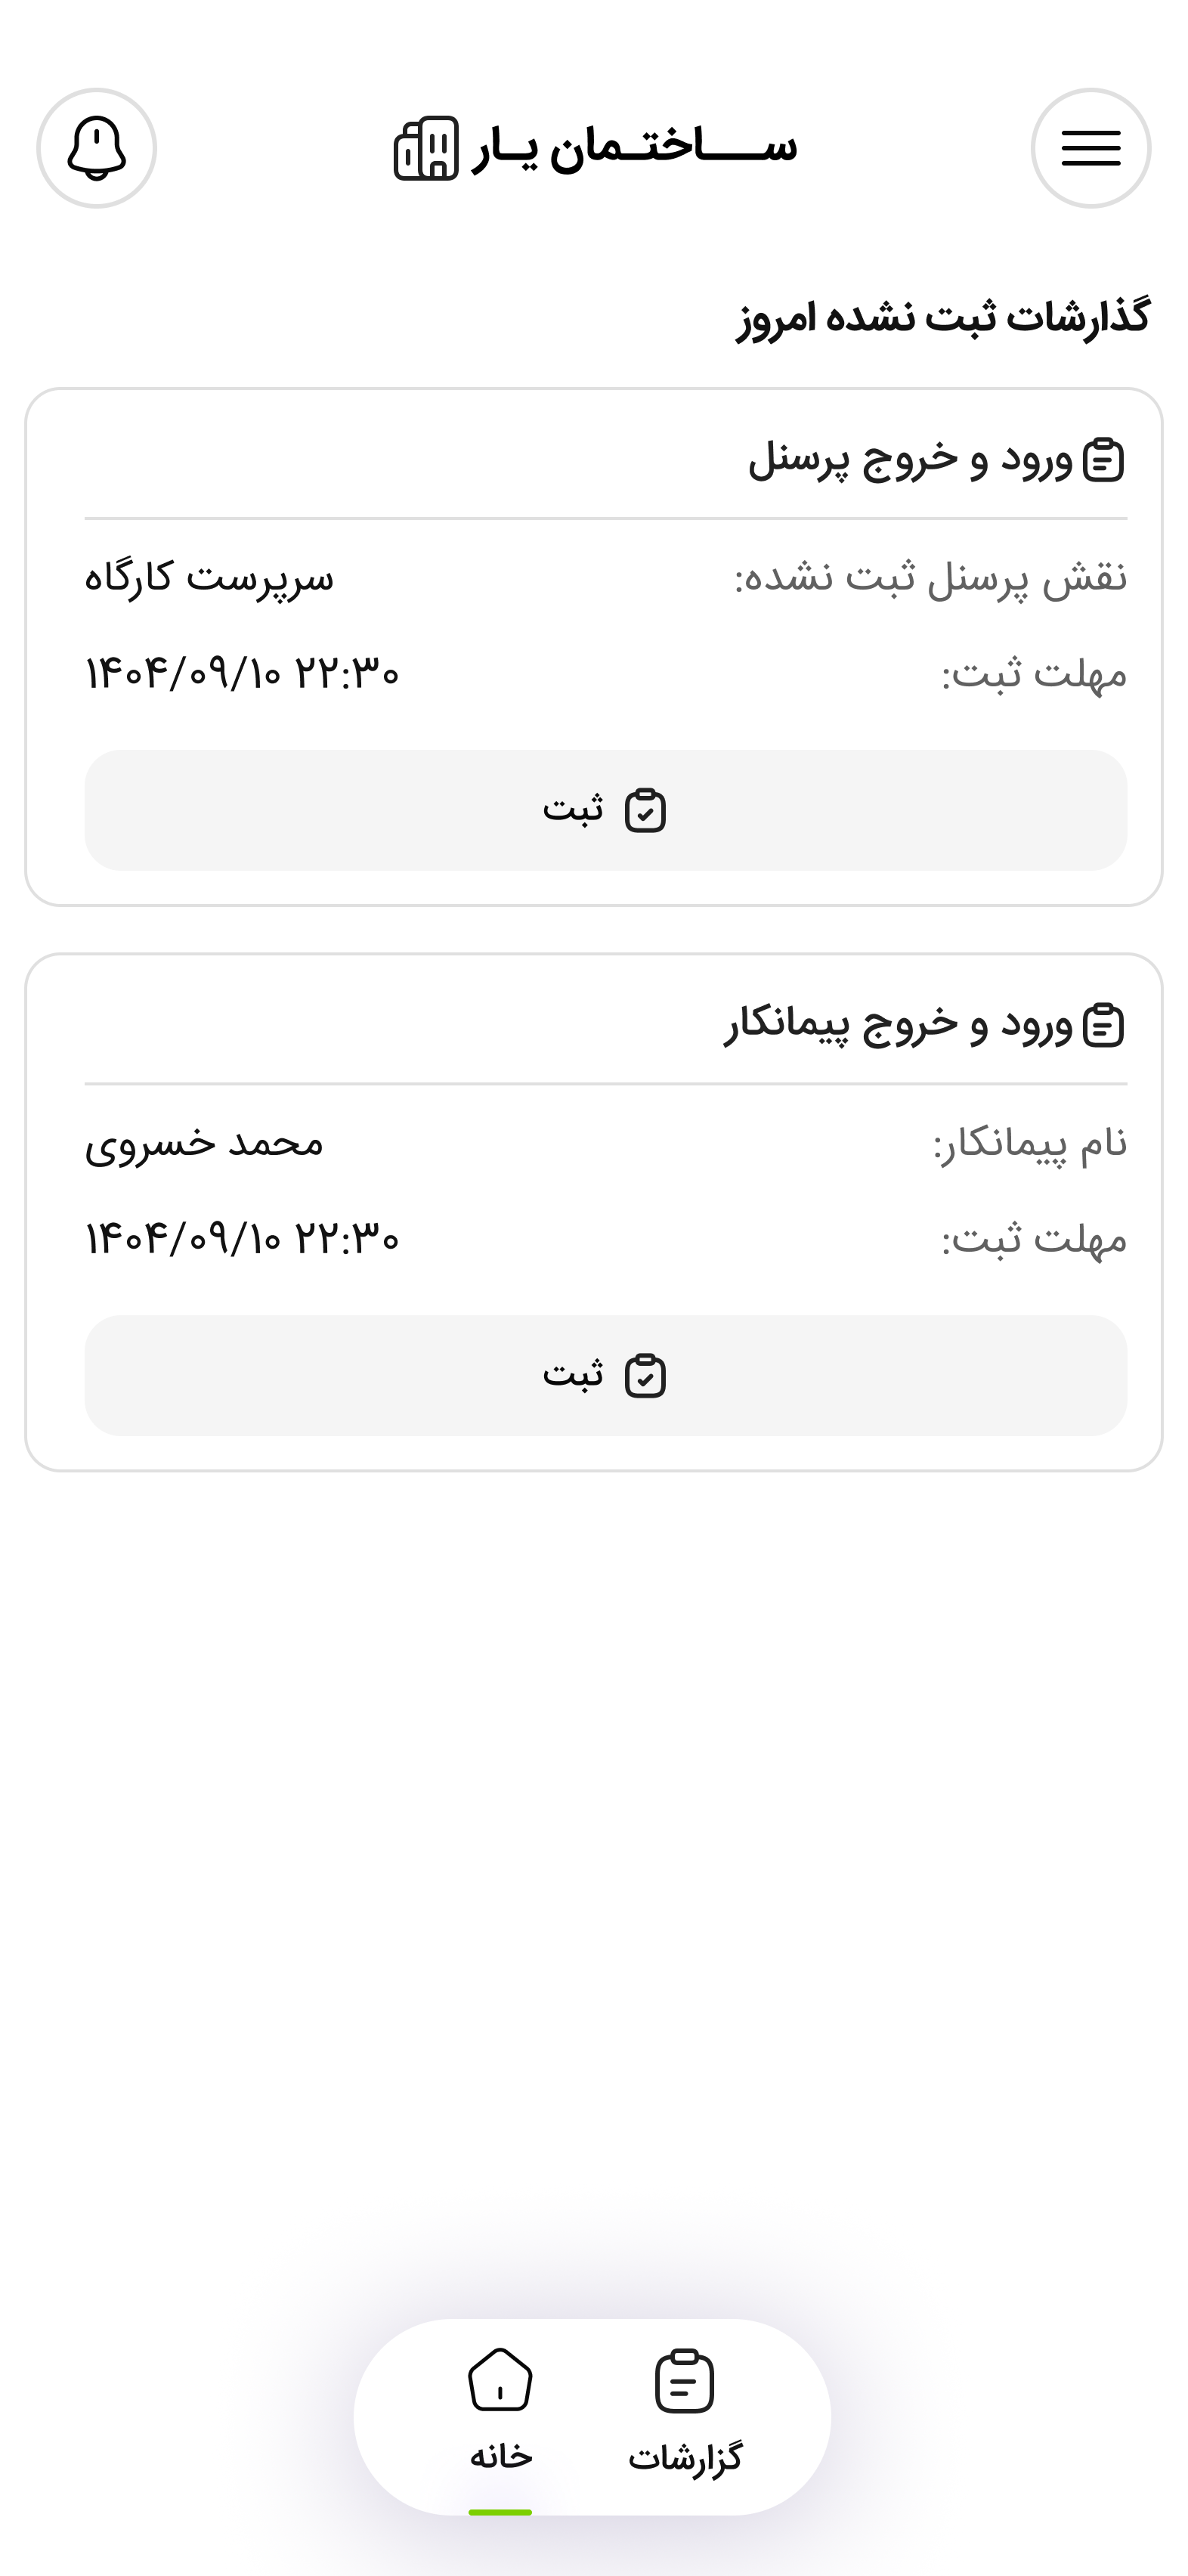 ســـــاختـمان یـار
گذارشات ثبت نشده امروز
ورود و خروج پرسنل
نقش پرسنل ثبت نشده: سرپرست کارگاه
مهلت ثبت: ۱۴۰۴/۰۹/۱۰ ۲۲:۳۰
ثبت
ورود و خروج پیمانکار
نام پیمانکار: محمد خسروی
مهلت ثبت: ۱۴۰۴/۰۹/۱۰ ۲۲:۳۰
ثبت
گزارشات خانه